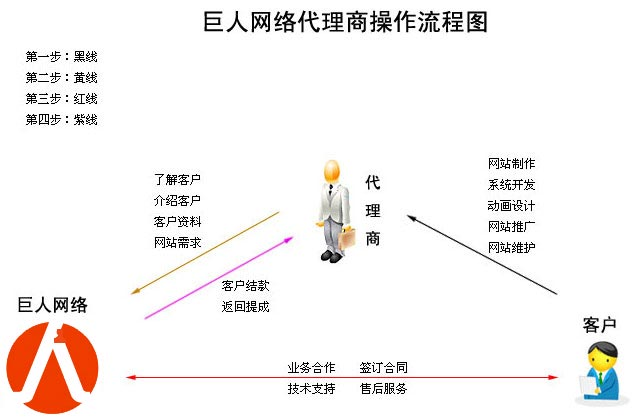 巨人网络代理商操作流程图
第一步：黑线
第二步：黄线
第三步：红线
第四步：紫线
了解客户
介绍客户
客户资料
网站需求
代
理
商
网站制作
系统开发
动画设计
网站推广
网站维护
客户结款
返回提成
巨人网络
客户
业务合作 签订合同
技术支持 售后服务